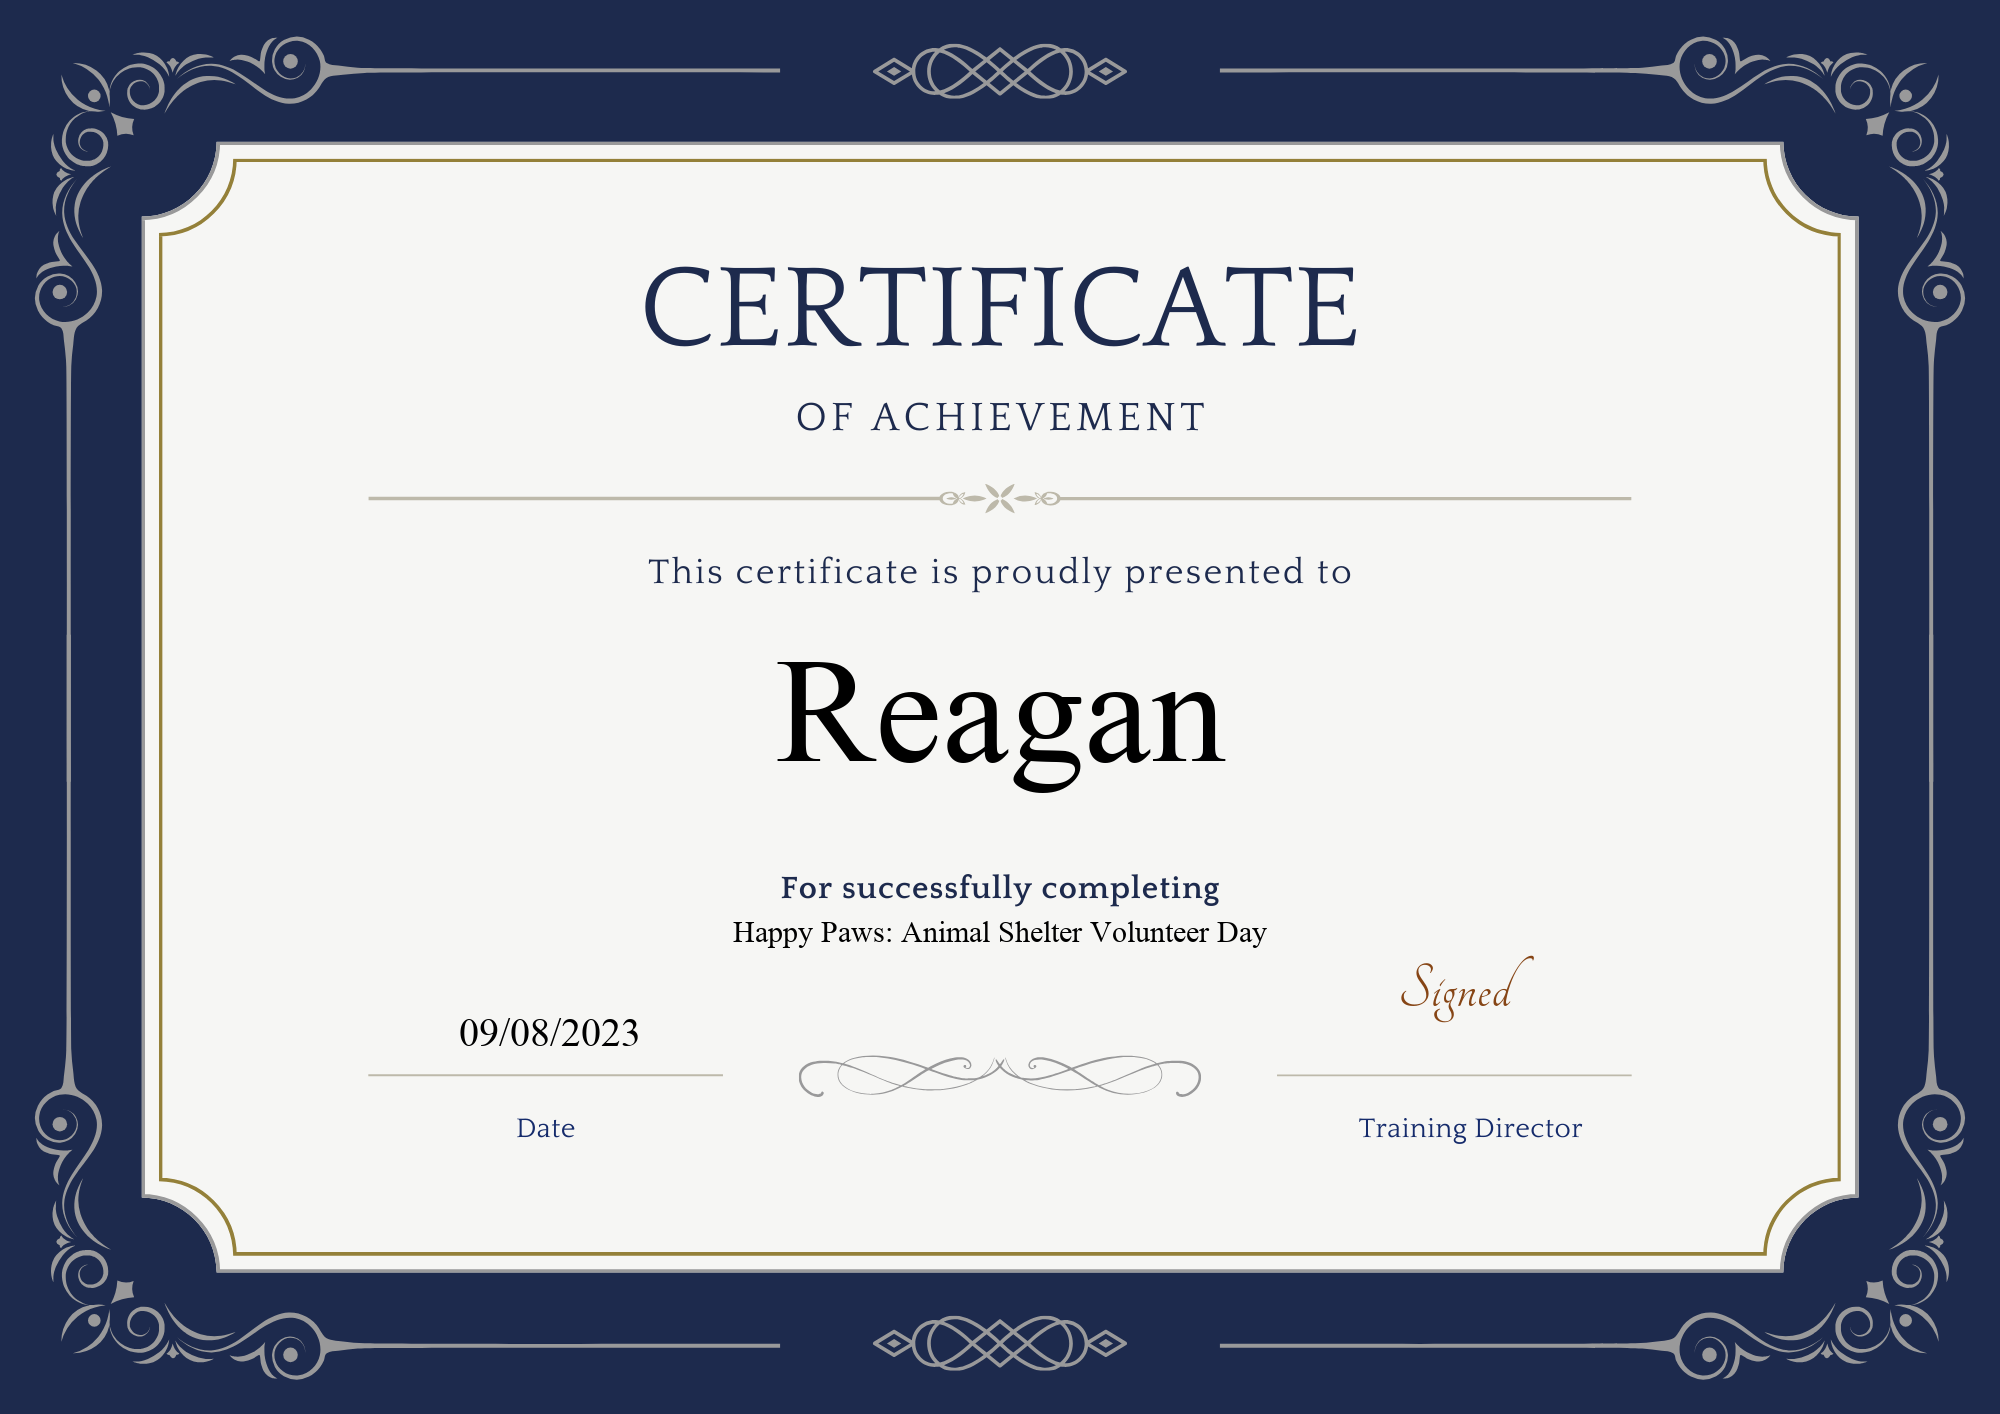 CERTIFICATE
OF ACHIEVEMENT
This certificate is proudly presented to
Reagan
For successfully completing
Happy Paws: Animal Shelter Volunteer Day
Signed
09/08/2023
Date
Training Director